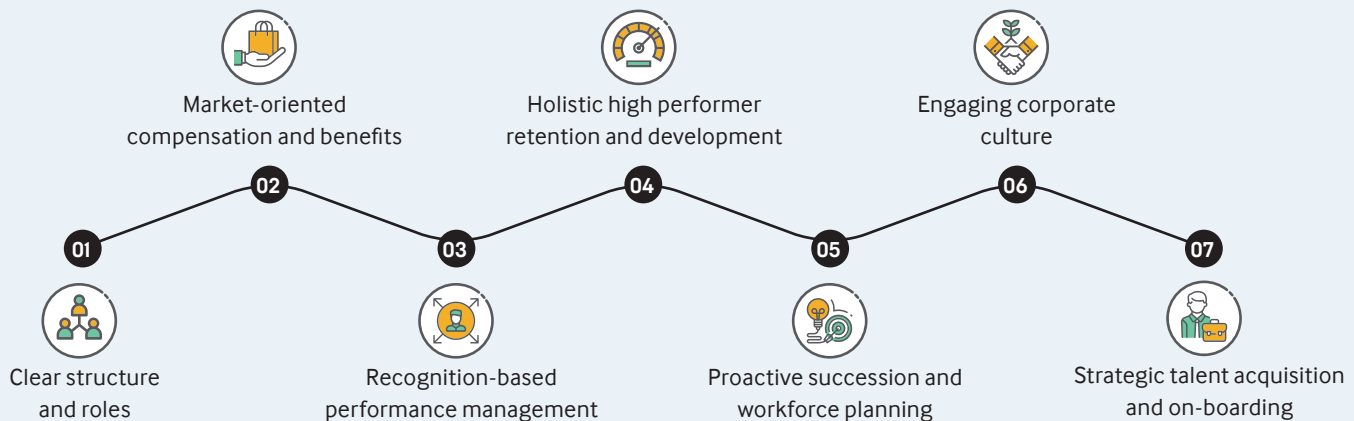 Market-oriented
compensation and benefits
Holistic high performer
retention and development
Engaging corporate
culture
02
04
06
01
03
05
07
Clear structure
and roles
Recognition-based
performance management
Proactive succession and
workforce planning
Strategic talent acquisition
and on-boarding